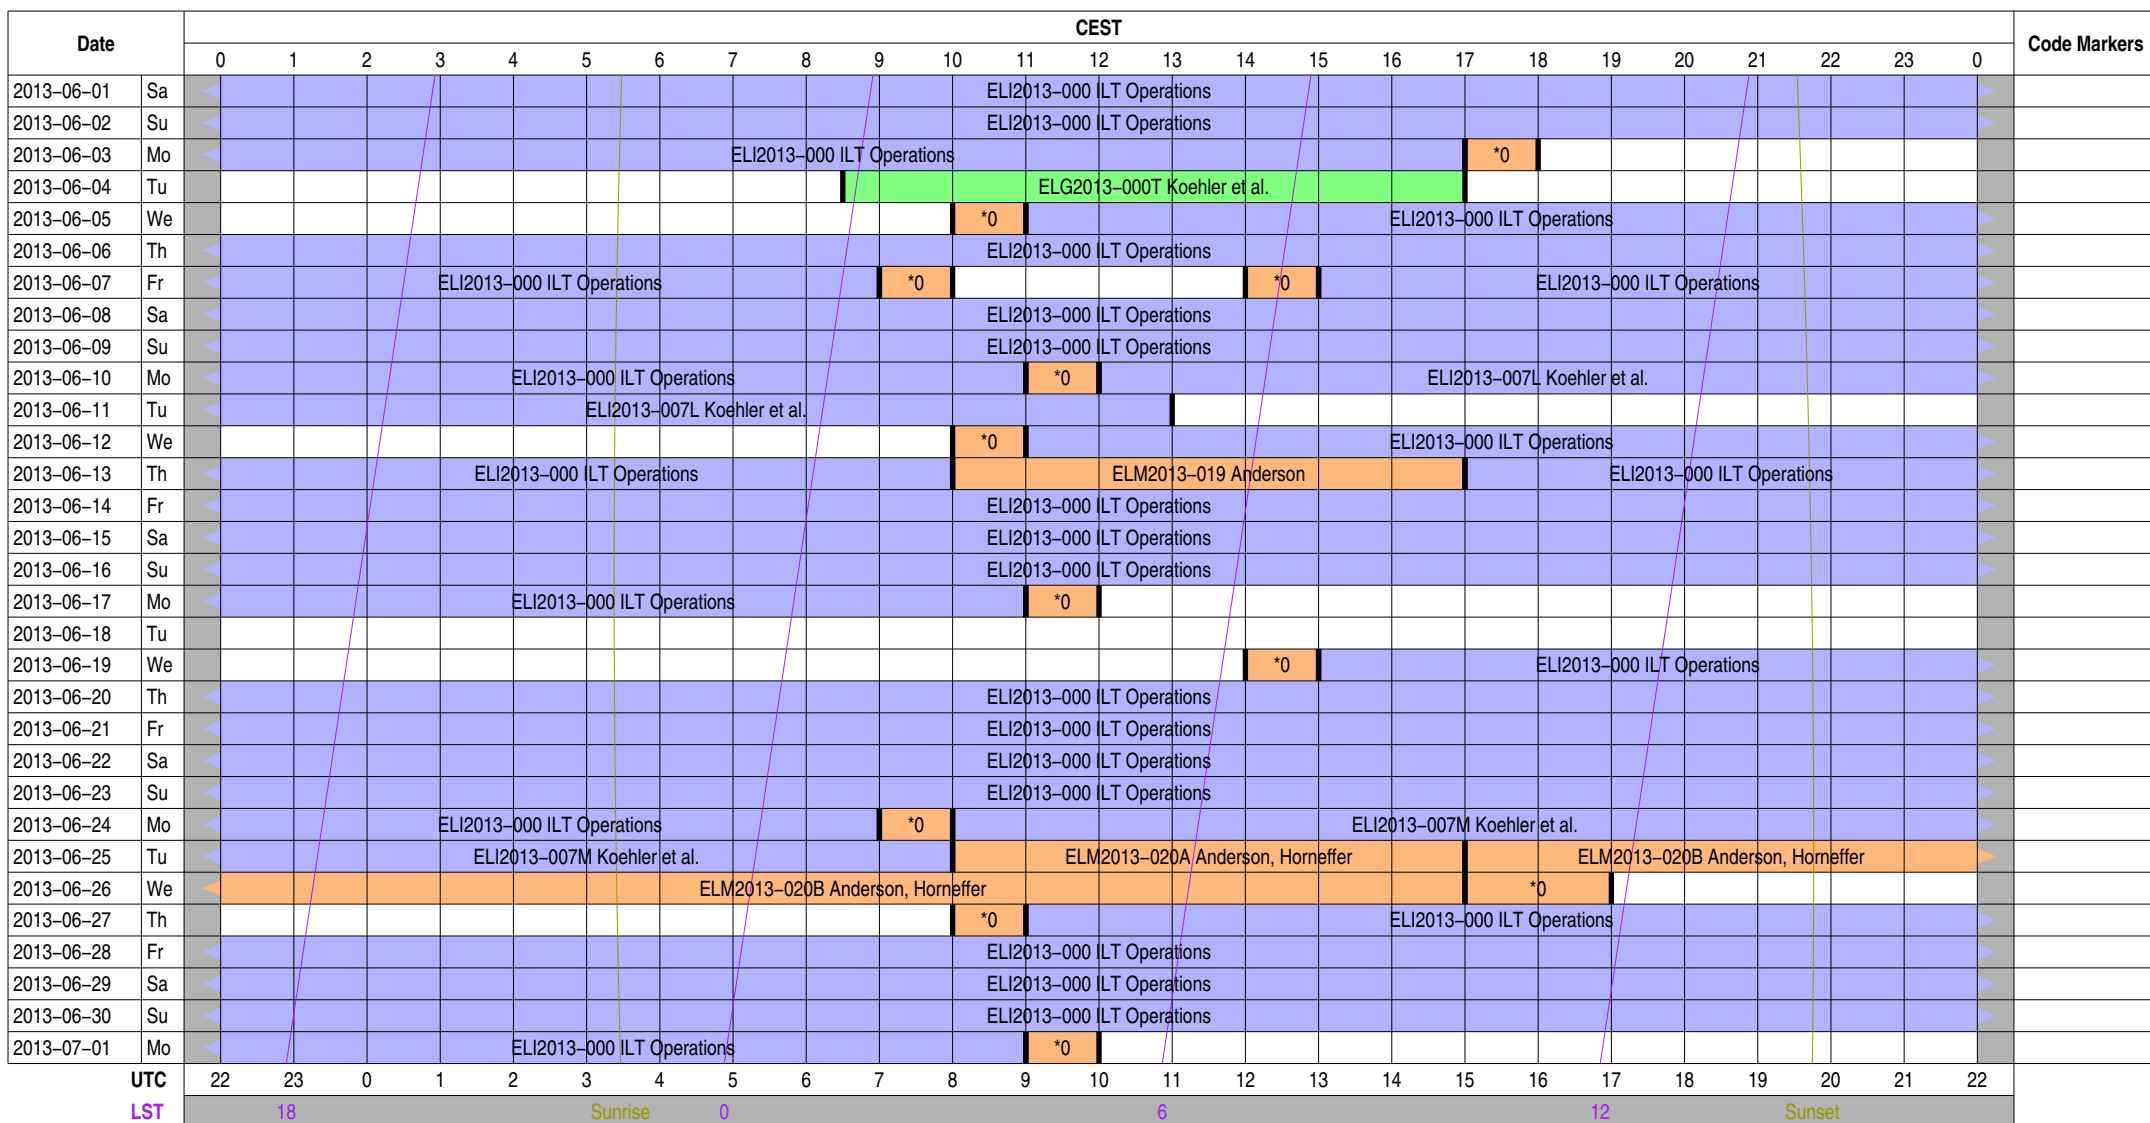 Date CEST Code Markers
0 1 2 3 4 5 6 7 8 9 10 11 12 13 14 15 16 17 18 19 20 21 22 23 0
2013-06-01 Sa ELI2013-000 ILT Operations
2013-06-02 Su ELI2013-000 ILT Operations
2013-06-03 Mo ELI2013-000 ILT Operations *0
2013-06-04 Tu ELG2013-000T Koehler et al.
2013-06-05 We *0 ELI2013-000 ILT Operations
2013-06-06 Th ELI2013-000 ILT Operations
2013-06-07 Fr ELI2013-000 ILT Operations *0 *0 ELI2013-000 ILT Operations
2013-06-08 Sa ELI2013-000 ILT Operations
2013-06-09 Su ELI2013-000 ILT Operations
2013-06-10 Mo ELI2013-000 ILT Operations *0 ELI2013-007L Koehler et al.
2013-06-11 Tu ELI2013-007L Koehler et al.
2013-06-12 We *0 ELI2013-000 ILT Operations
2013-06-13 Th ELI2013-000 ILT Operations ELM2013-019 Anderson ELI2013-000 ILT Operations
2013-06-14 Fr ELI2013-000 ILT Operations
2013-06-15 Sa ELI2013-000 ILT Operations
2013-06-16 Su ELI2013-000 ILT Operations
2013-06-17 Mo ELI2013-000 ILT Operations *0
2013-06-18 Tu
2013-06-19 We *0 ELI2013-000 ILT Operations
2013-06-20 Th ELI2013-000 ILT Operations
2013-06-21 Fr ELI2013-000 ILT Operations
2013-06-22 Sa ELI2013-000 ILT Operations
2013-06-23 Su ELI2013-000 ILT Operations
2013-06-24 Mo ELI2013-000 ILT Operations *0 ELI2013-007M Koehler et al.
2013-06-25 Tu ELI2013-007M Koehler et al. ELM2013-020A Anderson, Horneffer ELM2013-020B Anderson, Horneffer
2013-06-26 We ELM2013-020B Anderson, Horneffer *0
2013-06-27 Th *0 ELI2013-000 ILT Operations
2013-06-28 Fr ELI2013-000 ILT Operations
2013-06-29 Sa ELI2013-000 ILT Operations
2013-06-30 Su ELI2013-000 ILT Operations
2013-07-01 Mo ELI2013-000 ILT Operations *0
UTC 22 23 0 1 2 3 4 5 6 7 8 9 10 11 12 13 14 15 16 17 18 19 20 21 22
LST 18 Sunrise 0 6 12 Sunset